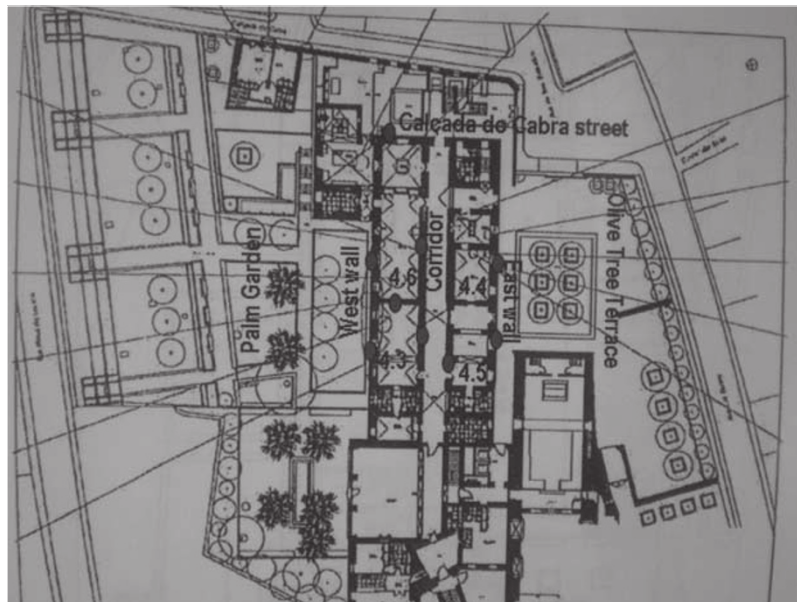 Calçada do Cabra street
G
Corridor
Olive Tree Terrace
Palm Garden
West wall
4.6
4.4
East wall
4.3
4.5